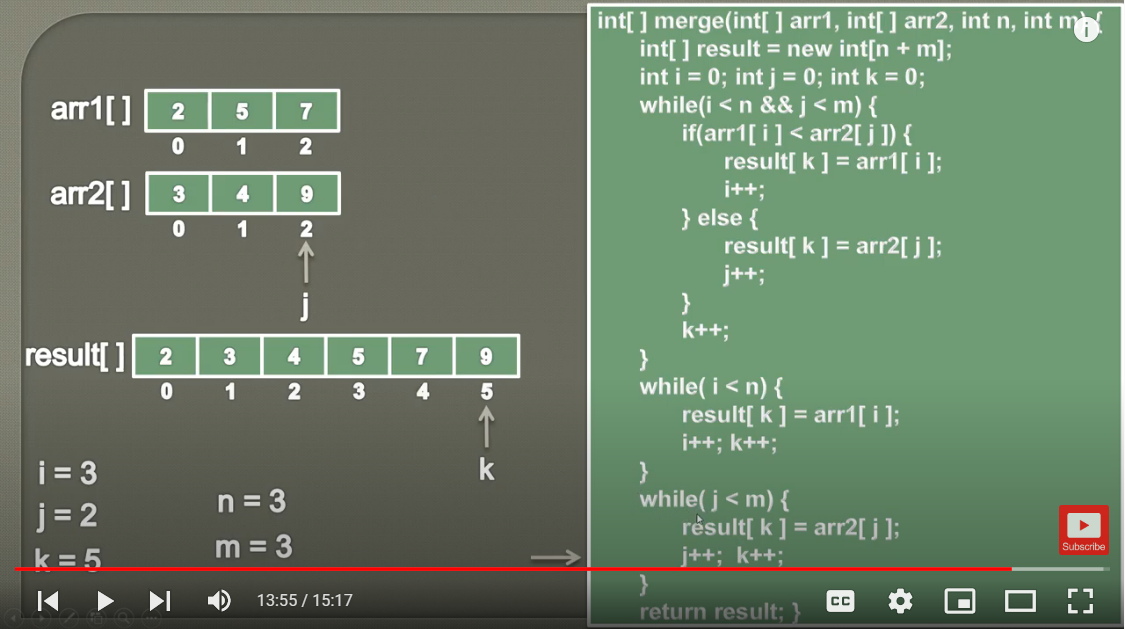 arr1[ ] 2 5 7
0 1 2
arr2[ ] 3 4 9
0 1 2
j
result[ ] 2 3 4 5 7 9
0 1 2 3 4 5
k
i = 3
j = 2
k = 5
n = 3
m = 3
int[ ] merge(int[ ] arr1, int[ ] arr2, int n, int m) {
int[ ] result = new int[n + m];
int i = 0; int j = 0; int k = 0;
while(i < n && j < m) {
if(arr1[ i ] < arr2[ j ]) {
result[ k ] = arr1[ i ];
i++;
} else {
result[ k ] = arr2[ j ];
j++;
}
k++;
}
while( i < n) {
result[ k ] = arr1[ i ];
i++; k++;
}
while( j < m) {
result[ k ] = arr2[ j ];
j++; k++;
}
return result; }
i
Subscribe
13:55 / 15:17
CC